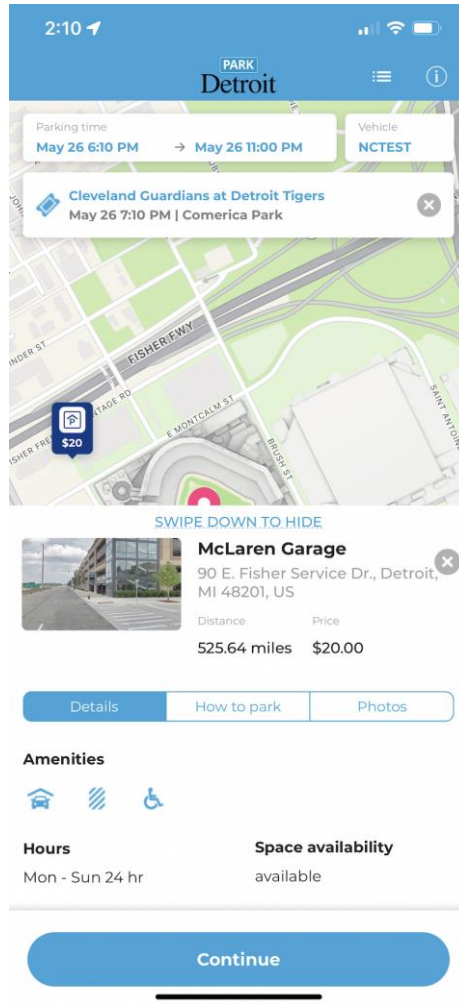 2:10
PARK
Detroit
Parking time
May 26 6:10 PM → May 26 11:00 PM
Vehicle
NCTEST
Cleveland Guardians at Detroit Tigers
May 26 7:10 PM | Comerica Park
FISHER FWY
E MONTCALM ST
BRUSH ST
SAINT ANTOINE
P
$20
SWIPE DOWN TO HIDE
McLaren Garage
90 E. Fisher Service Dr., Detroit,
MI 48201, US
Distance
Price
525.64 miles
$20.00
Details
How to park
Photos
Amenities
Hours
Space availability
Mon - Sun 24 hr
available
Continue